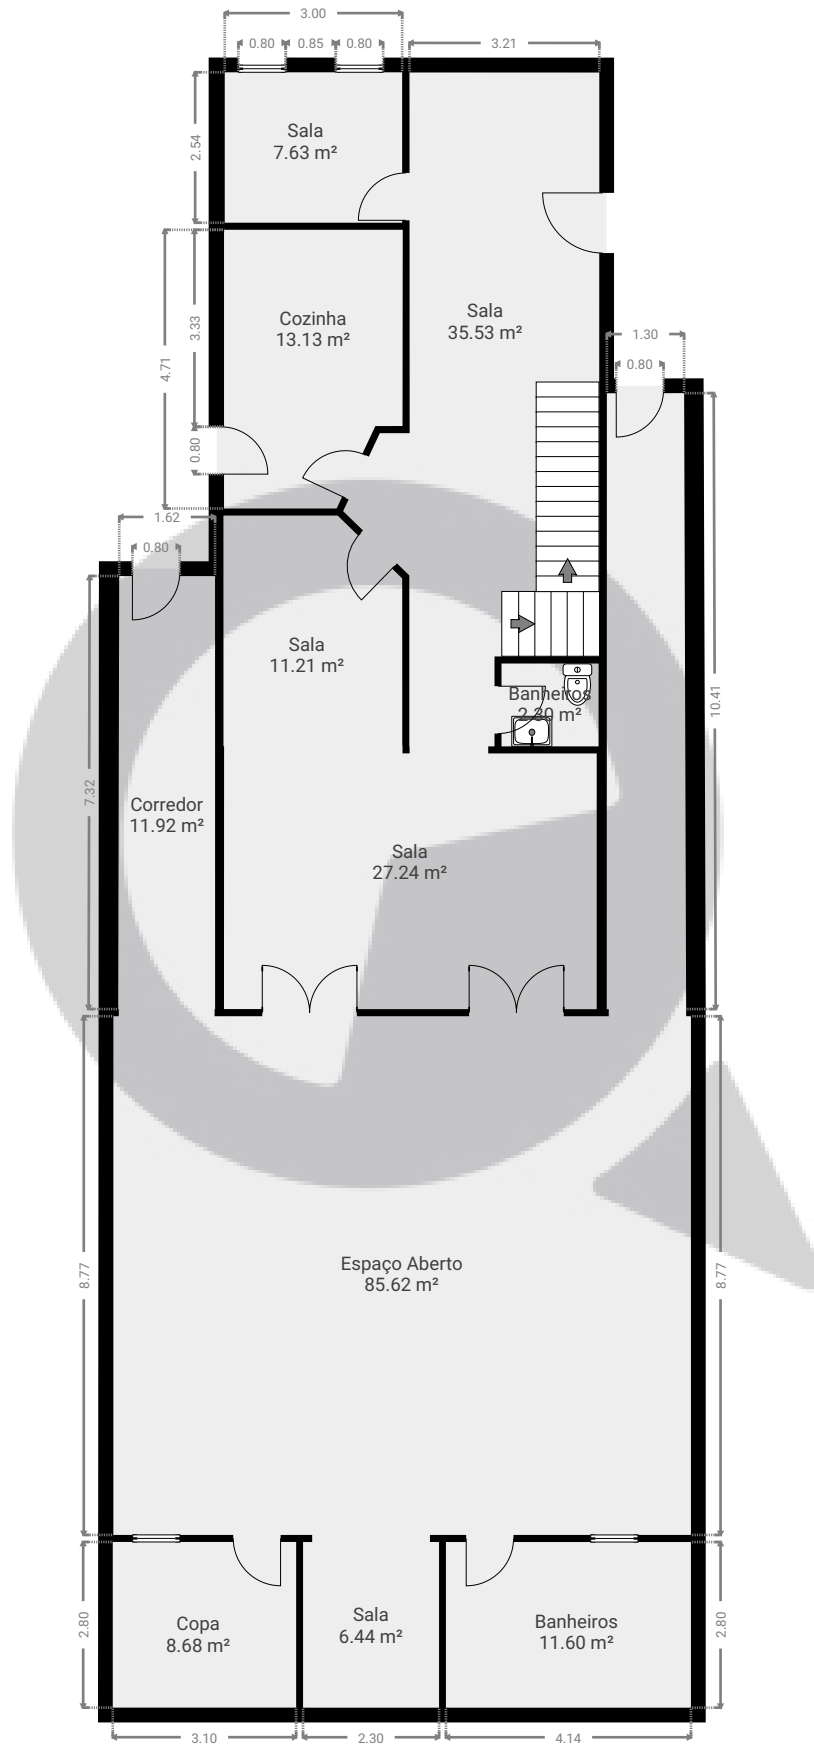 3.00
0.80
0.85
0.80
3.21
2.54
Sala
7.63 m²
4.71
3.33
Cozinha
13.13 m²
Sala
35.53 m²
1.30
0.80
0.80
1.62
0.80
Sala
11.21 m²
Banheiros
2.30 m²
10.41
7.32
Corredor
11.92 m²
Sala
27.24 m²
8.77
Espaço Aberto
85.62 m²
8.77
2.80
Copa
8.68 m²
Sala
6.44 m²
Banheiros
11.60 m²
2.80
3.10
2.30
4.14